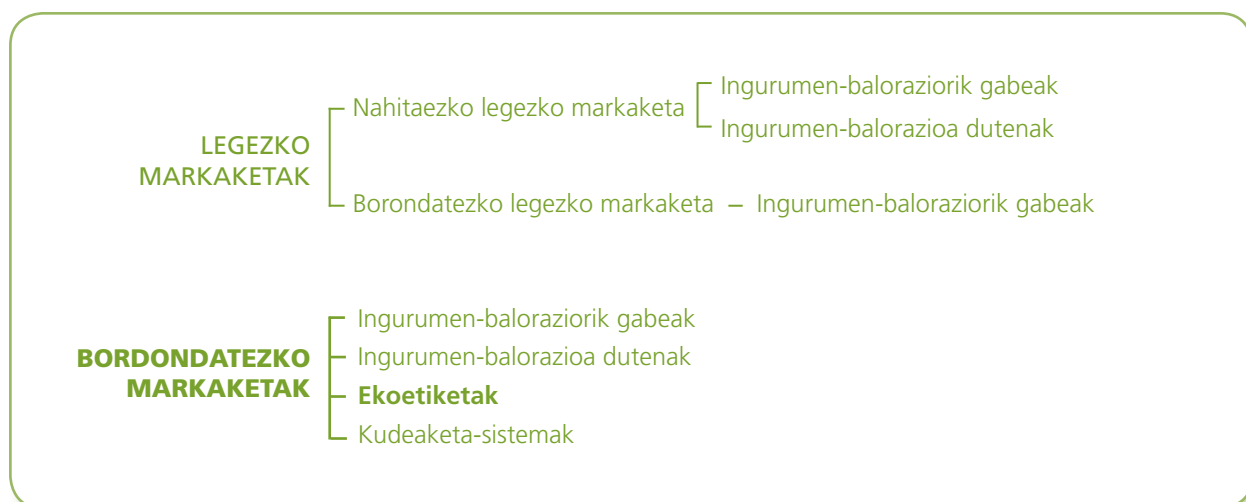 LEGEZKO
MARKAKETAK
Nahitaezko legezko markaketa
Ingurumen-baloraziorik gabeak
Ingurumen-balorazioa dutenak
Borondatezko legezko markaketa – Ingurumen-baloraziorik gabeak
BORDONDATEZKO
MARKAKETAK
Ingurumen-baloraziorik gabeak
Ingurumen-balorazioa dutenak
Ekoetiketak
Kudeaketa-sistemak